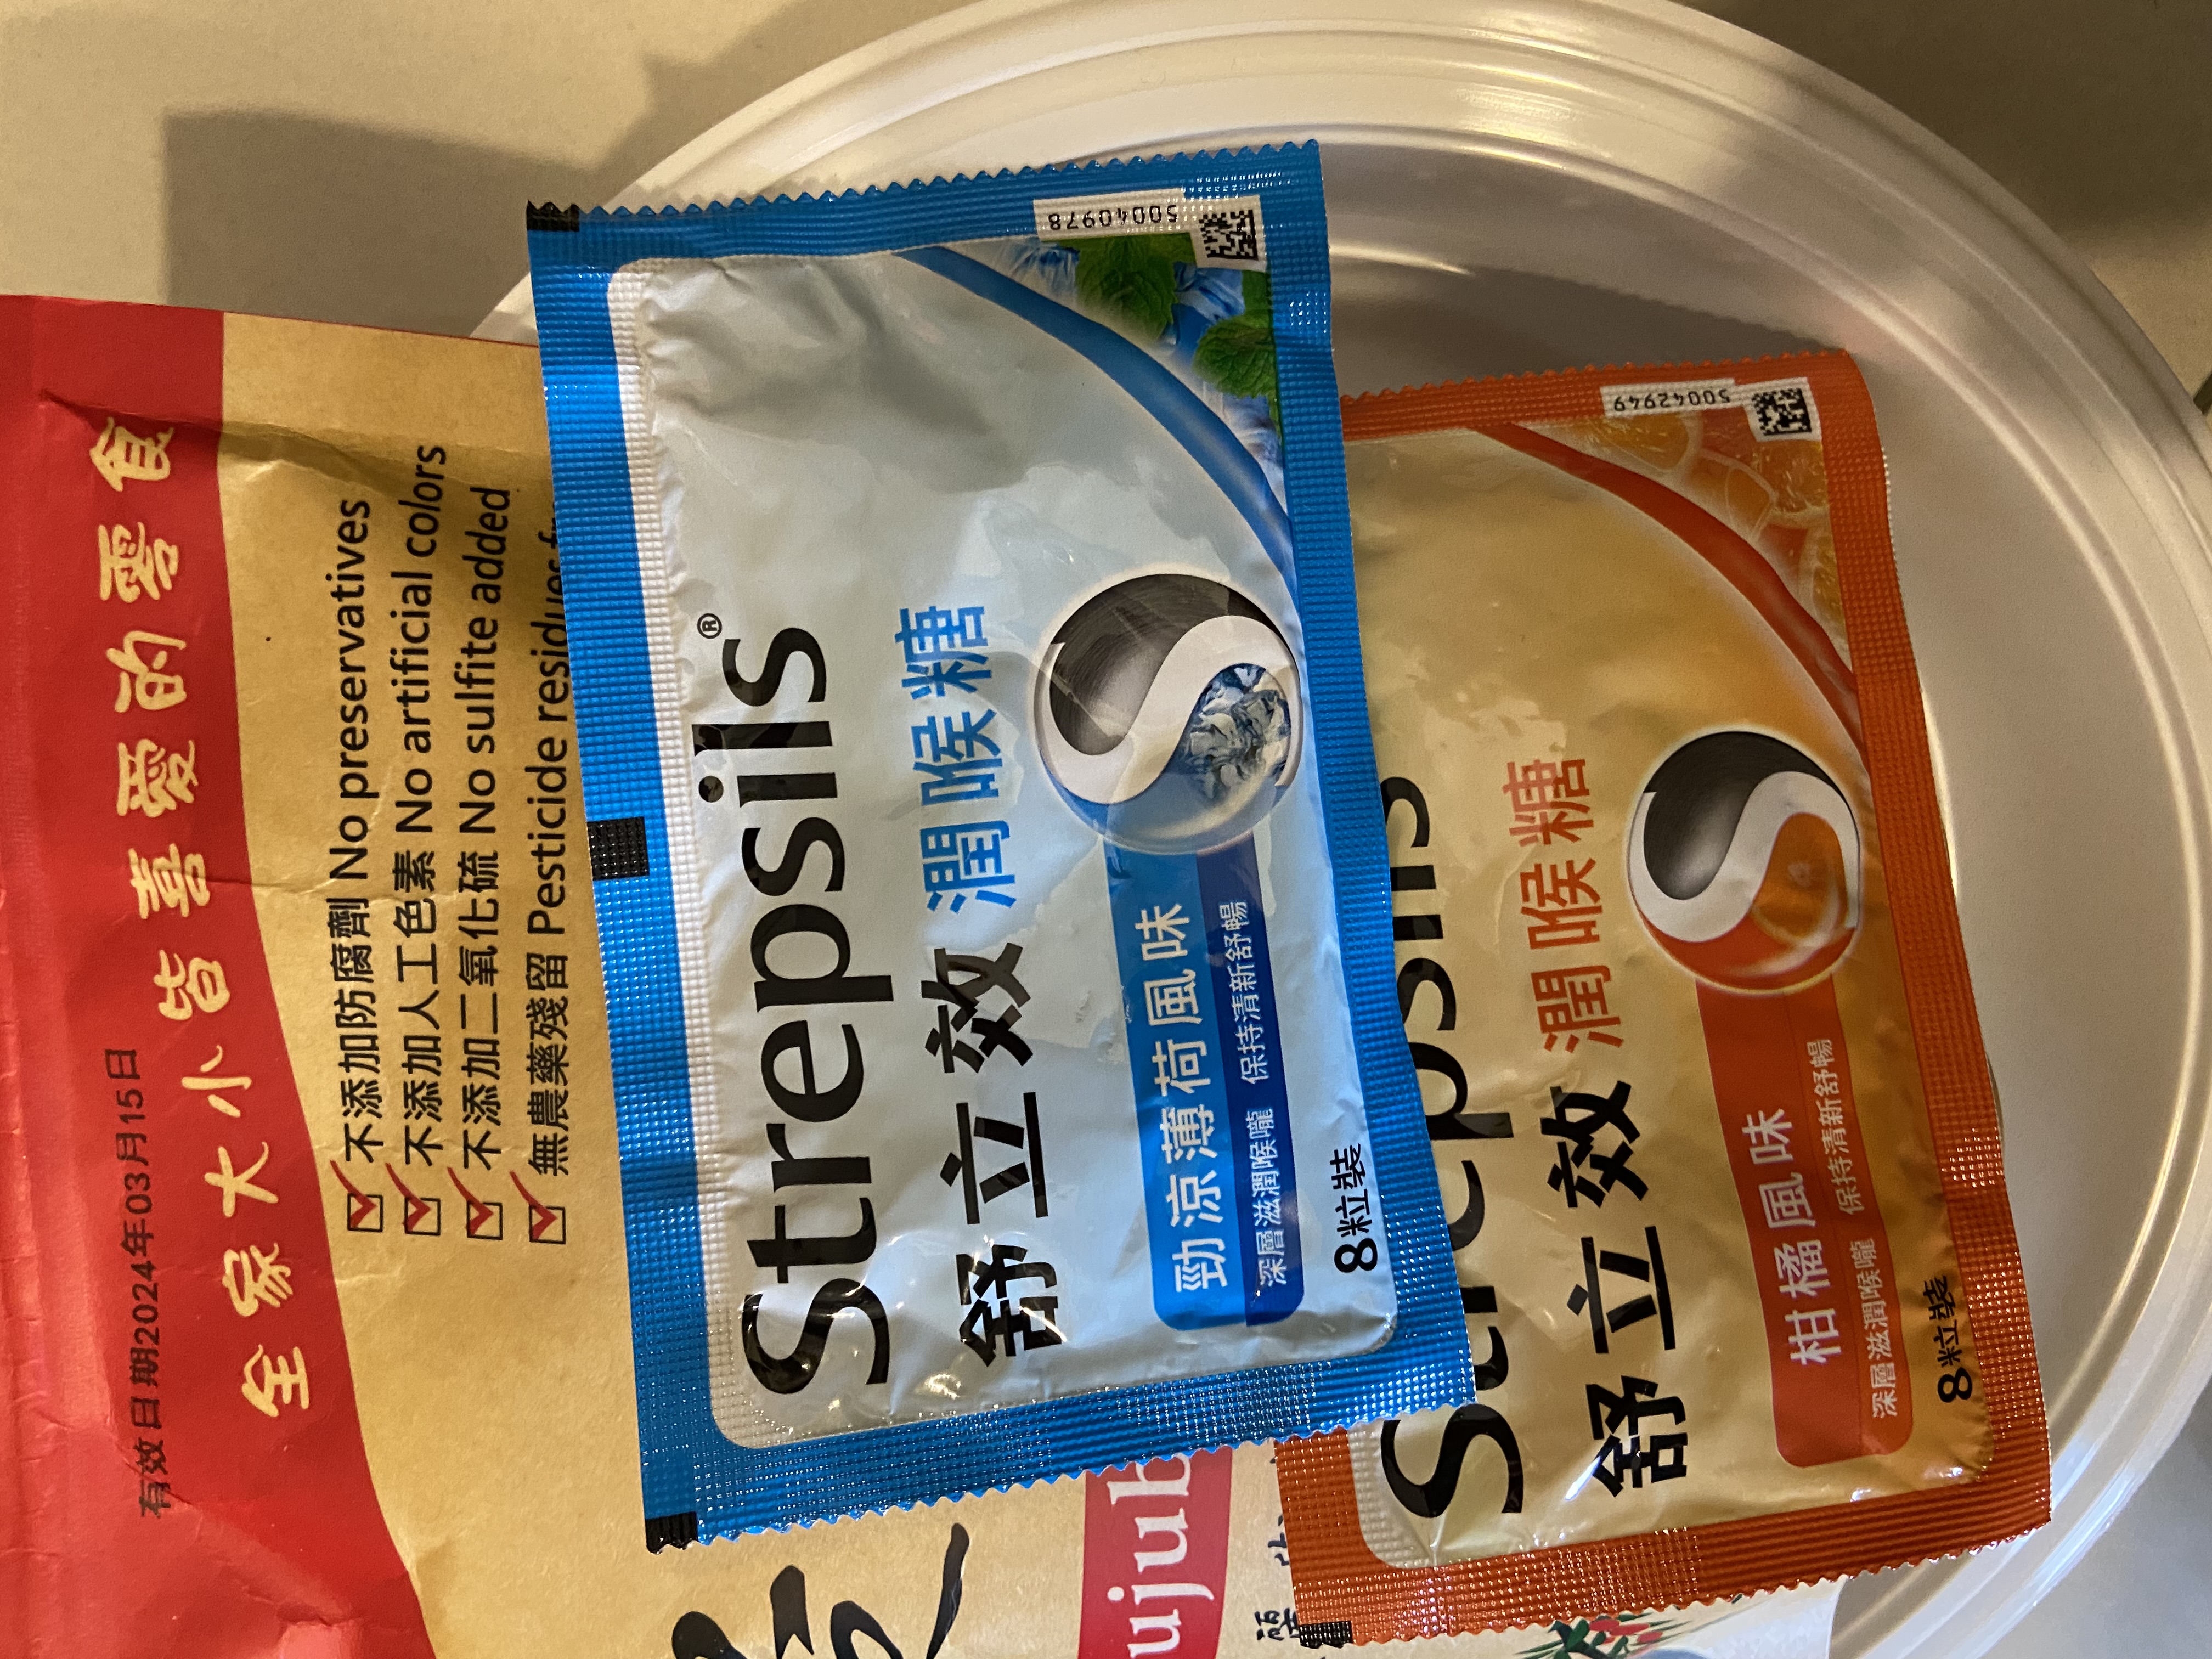 有效日期2024年03月15日
全家大小皆喜愛的零食
不添加防腐劑 No preservatives
不添加人工色素 No artificial colors
不添加二氧化硫 No sulfite added
無農藥殘留 Pesticide residues
ujub
Strepsils®
舒立效 潤喉糖
勁涼薄荷風味
深層滋潤喉嚨 保持清新舒暢
8粒裝
50040978
Strepsils
舒立效 潤喉糖
柑橘風味
深層滋潤喉嚨 保持清新舒暢
8粒裝
50042949